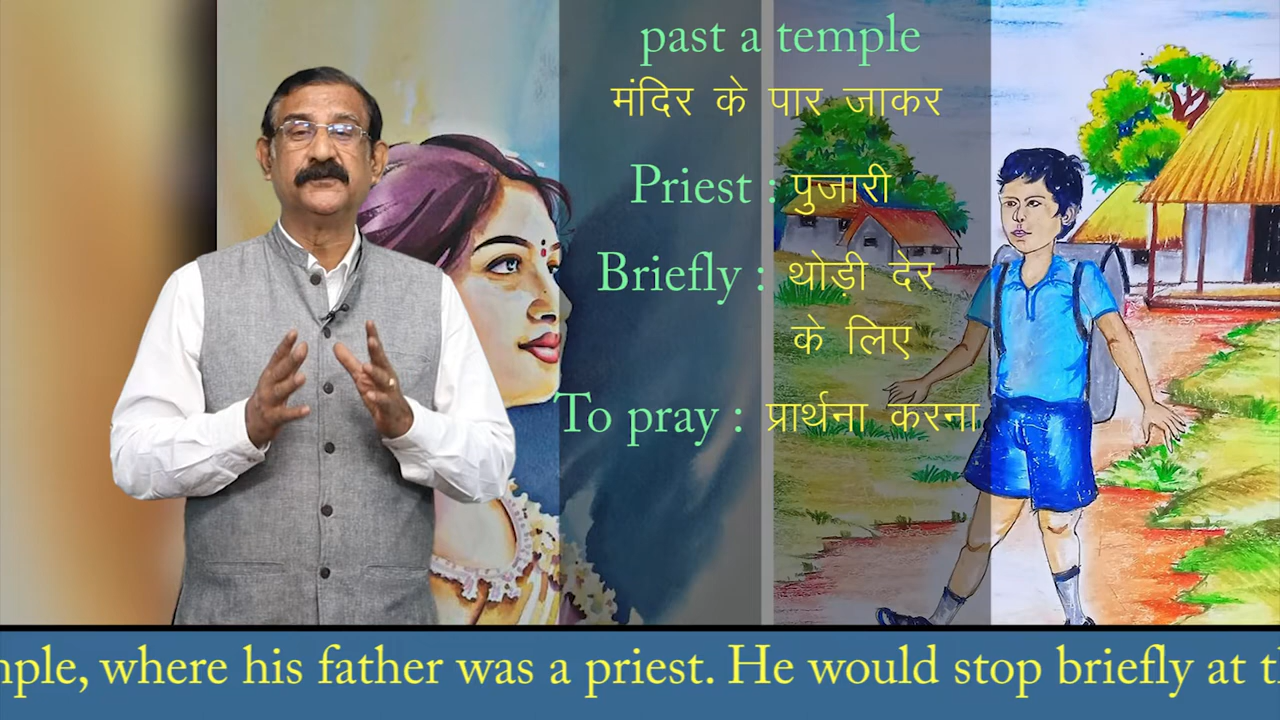 past a temple
मंदिर के पार जाकर
Priest : पुजारी
Briefly : थोड़ी देर
के लिए
To pray : प्रार्थना करना
temple, where his father was a priest. He would stop briefly at